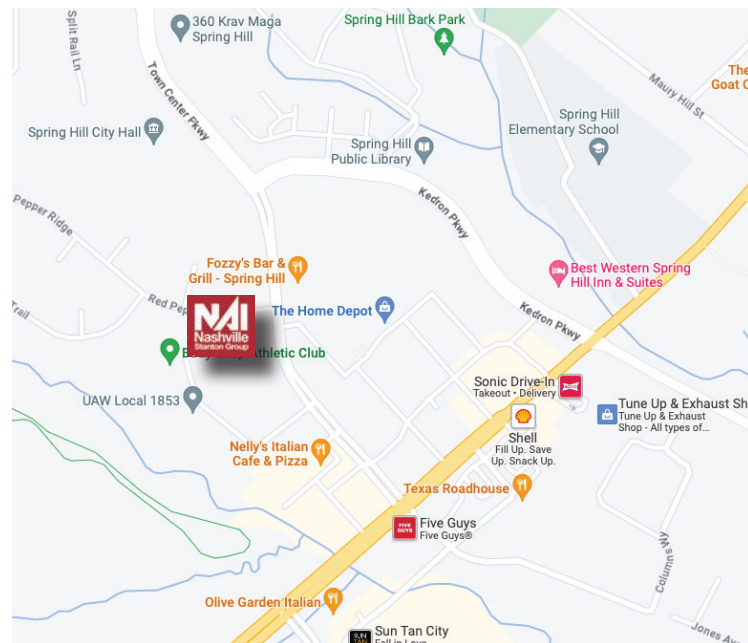 360 Krav Maga
Spring Hill
Spring Hill Bark Park
Split Rail Ln
Town Center Pkwy
Maury Hill St
The
Goat C
Spring Hill City Hall
Spring Hill
Public Library
Spring Hill
Elementary School
Kedron Pkwy
Pepper Ridge
Fozzy's Bar &
Grill - Spring Hill
Best Western Spring
Hill Inn & Suites
Red Pep
Trail
NAI
Nashville
Stanton Group
The Home Depot
Kedron Pkwy
Athletic Club
UAW Local 1853
Sonic Drive-In
Takeout • Delivery
Tune Up & Exhaust Sh
Tune Up & Exhaust
Shop - All types of...
Shell
Fill Up. Save
Up. Snack Up.
Nelly's Italian
Cafe & Pizza
Texas Roadhouse
FIVE
GUYS
Five Guys
Five Guys®
Columns Wy
Olive Garden Italian
SUN
TAN
Sun Tan City
Fall in Love
Jones Av